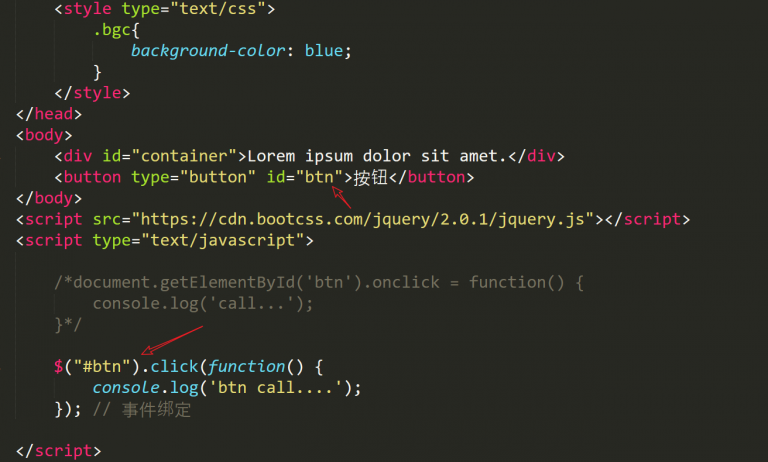 <style type="text/css">
.bgc{
background-color: blue;
}
</style>
</head>
<body>
<div id="container">Lorem ipsum dolor sit amet.</div>
<button type="button" id="btn">按钮</button>
</body>
<script src="https://cdn.bootcss.com/jquery/2.0.1/jquery.js"></script>
<script type="text/javascript">
/*document.getElementById('btn').onclick = function() {
console.log('call...');
}*/
$("#btn").click(function() {
console.log('btn call....');
}); // 事件绑定
</script>